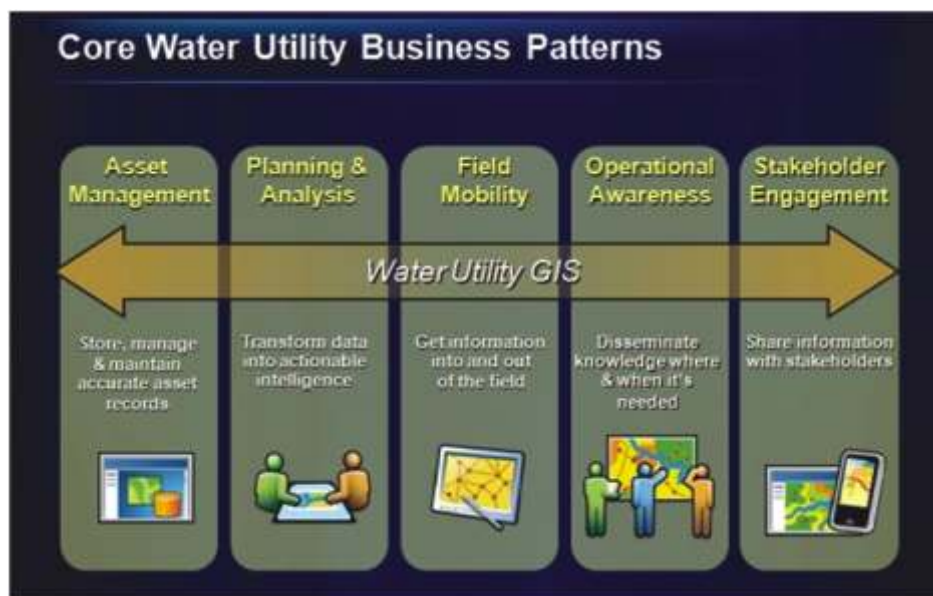 Core Water Utility Business Patterns
Asset
Management
Planning &
Analysis
Field
Mobility
Operational
Awareness
Stakeholder
Engagement
Water Utility GIS
Store, manage
& maintain
accurate asset
records
Transform data
into actionable
intelligence
Get information
into and out
of the field
Disseminate
knowledge where
& when it's
needed
Share information
with stakeholders